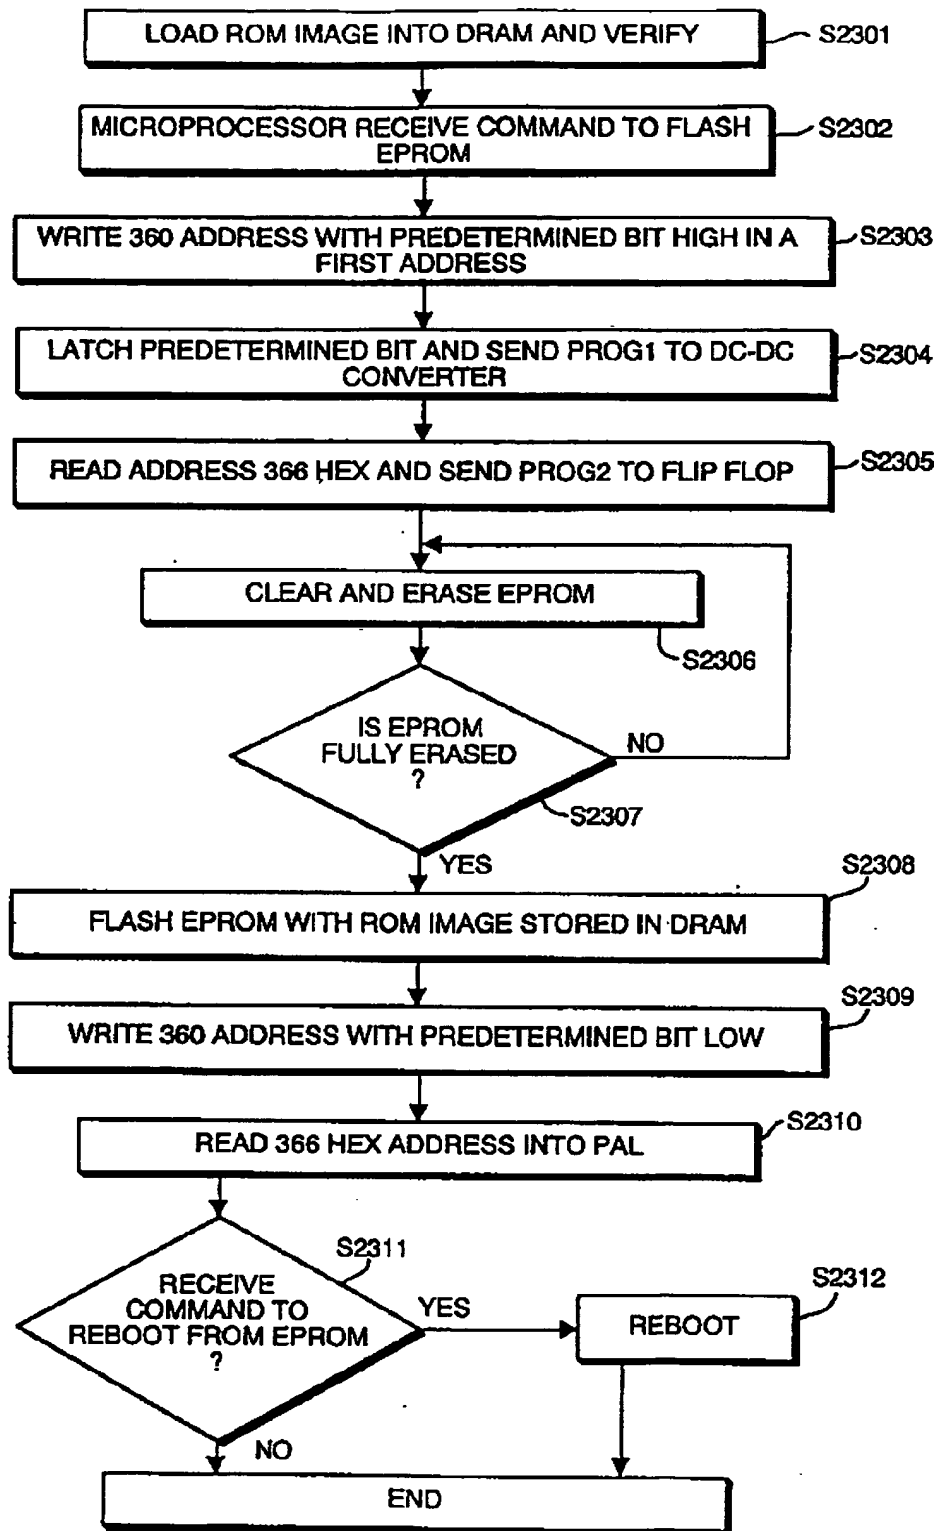 LOAD ROM IMAGE INTO DRAM AND VERIFY
S2301
MICROPROCESSOR RECEIVE COMMAND TO FLASH
EPROM
S2302
WRITE 360 ADDRESS WITH PREDETERMINED BIT HIGH IN A
FIRST ADDRESS
S2303
LATCH PREDETERMINED BIT AND SEND PROG1 TO DC-DC
CONVERTER
S2304
READ ADDRESS 366 HEX AND SEND PROG2 TO FLIP FLOP
S2305
CLEAR AND ERASE EPROM
S2306
IS EPROM
FULLY ERASED
?
NO
S2307
YES
S2308
FLASH EPROM WITH ROM IMAGE STORED IN DRAM
S2309
WRITE 360 ADDRESS WITH PREDETERMINED BIT LOW
S2310
READ 366 HEX ADDRESS INTO PAL
S2311
RECEIVE
COMMAND TO
REBOOT FROM EPROM
?
YES
S2312
REBOOT
NO
END